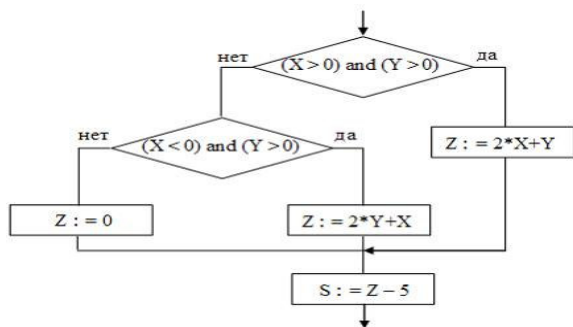 (X > 0) and (Y > 0)
нет
да
(X < 0) and (Y > 0)
нет
да
Z : = 2*X+Y
Z : = 0
Z : = 2*Y+X
S : = Z – 5